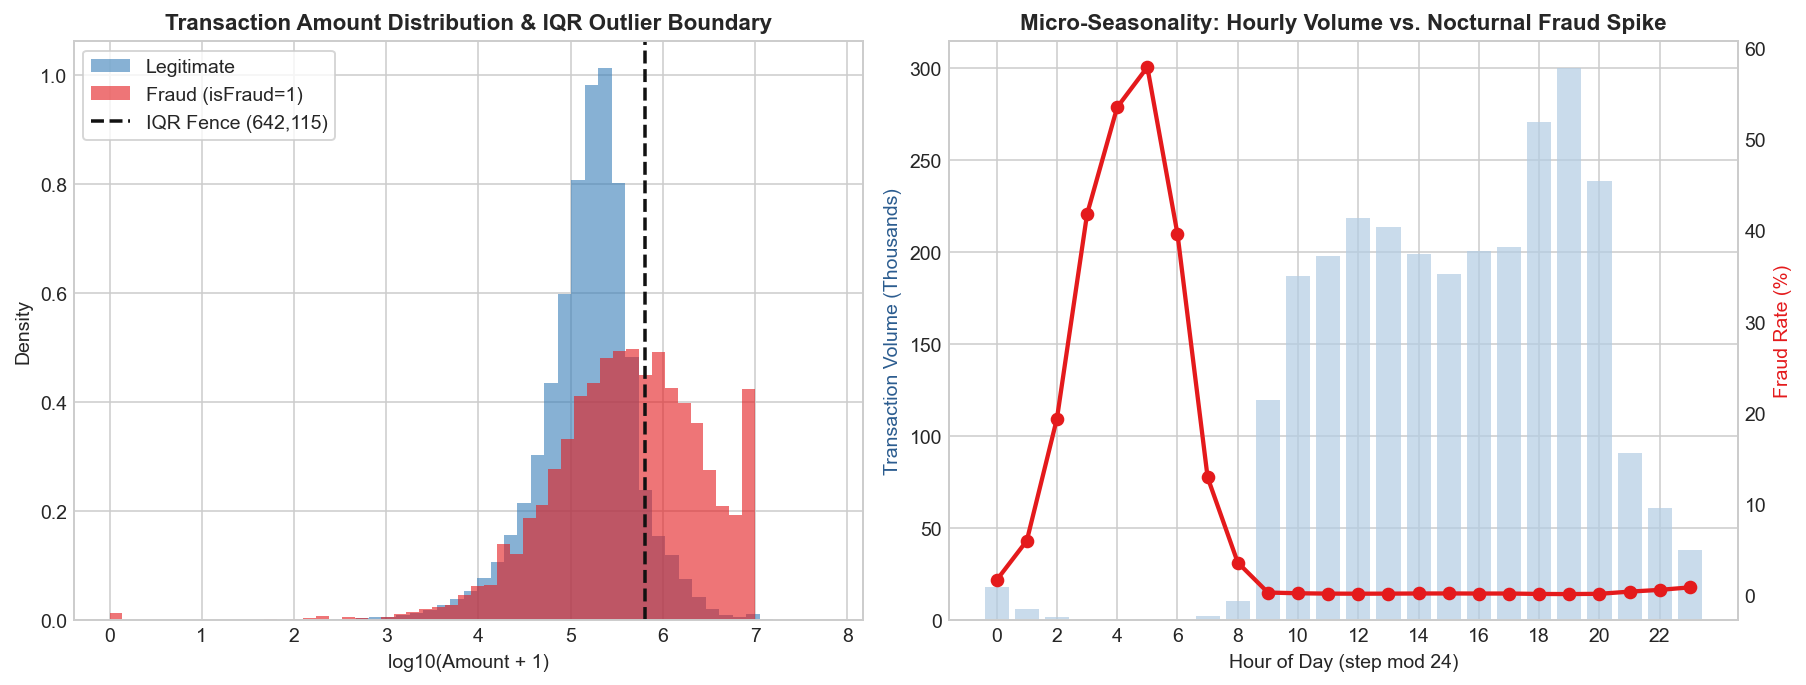 Transaction Amount Distribution & IQR Outlier Boundary
Legitimate
Fraud (isFraud=1)
IQR Fence (642,115)
Density
1.0
0.8
0.6
0.4
0.2
0.0
0 1 2 3 4 5 6 7 8
log10(Amount + 1)
Micro-Seasonality: Hourly Volume vs. Nocturnal Fraud Spike
Transaction Volume (Thousands)
300
250
200
150
100
50
0
0 2 4 6 8 10 12 14 16 18 20 22
Hour of Day (step mod 24)
60
50
40
30
20
10
0
Fraud Rate (%)